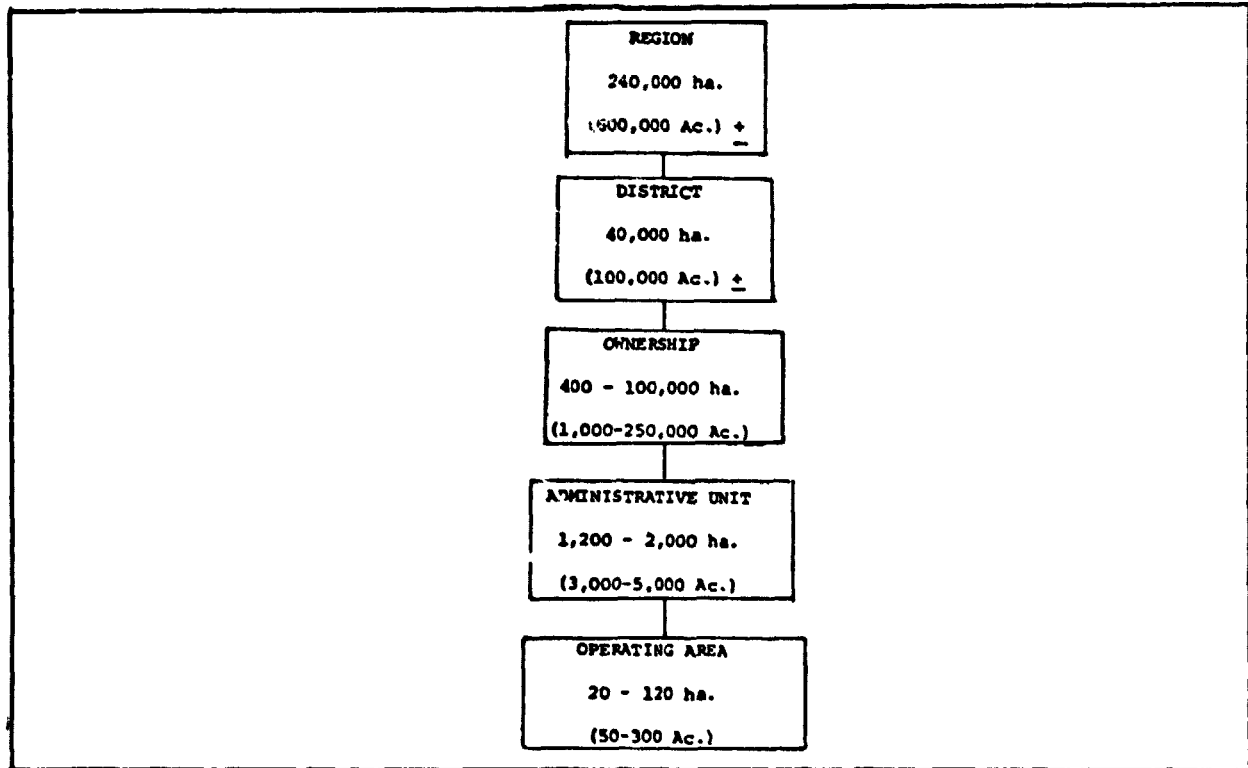 REGION
240,000 ha.
(600,000 Ac.) ±
DISTRICT
40,000 ha.
(100,000 Ac.) ±
OWNERSHIP
400 - 100,000 ha.
(1,000-250,000 Ac.)
ADMINISTRATIVE UNIT
1,200 - 2,000 ha.
(3,000-5,000 Ac.)
OPERATING AREA
20 - 120 ha.
(50-300 Ac.)